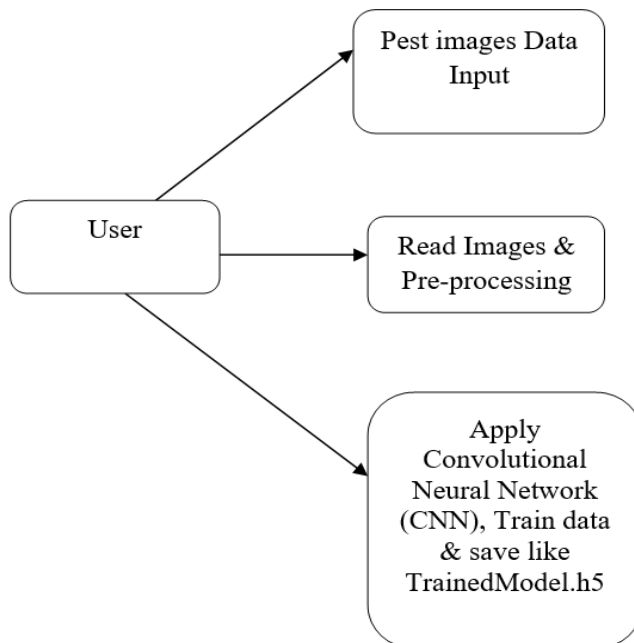 Pest images Data
Input
User
Read Images &
Pre-processing
Apply
Convolutional
Neural Network
(CNN), Train data
& save like
TrainedModel.h5